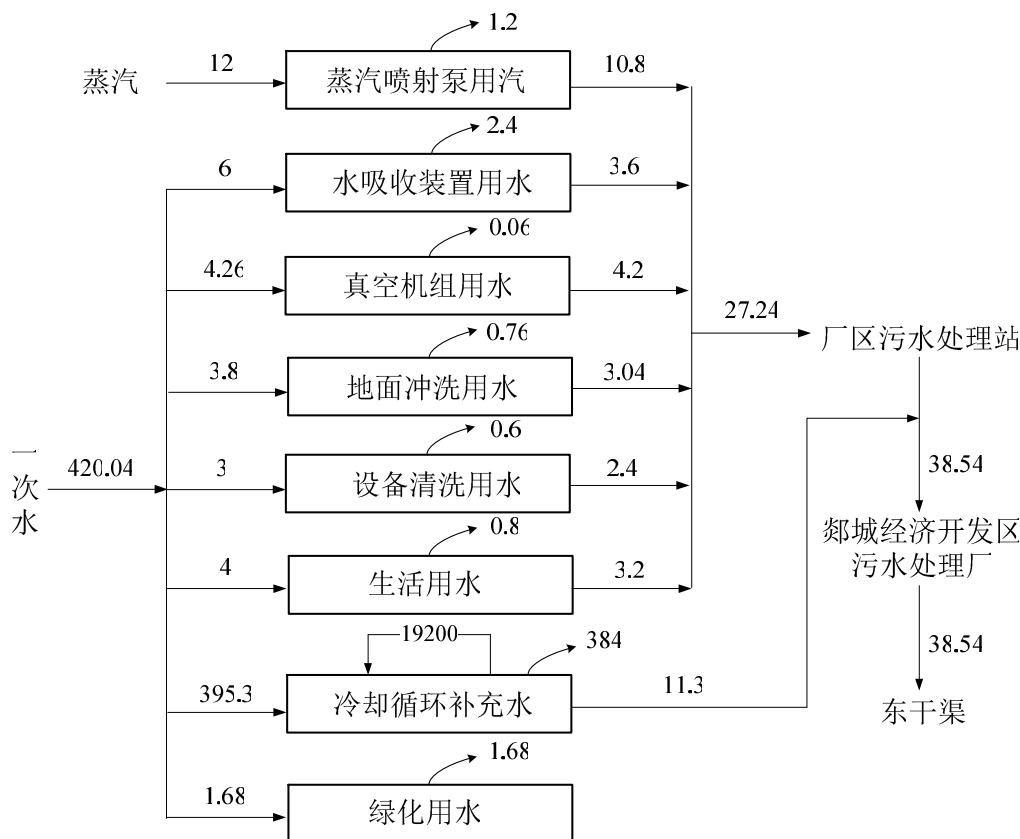 1.2
蒸汽
12
蒸汽喷射泵用汽
10.8
2.4
6
水吸收装置用水
3.6
0.06
4.26
真空机组用水
4.2
27.24
厂区污水处理站
0.76
3.8
地面冲洗用水
3.04
0.6
一次水
420.04
3
设备清洗用水
2.4
38.54
郯城经济开发区
污水处理厂
0.8
4
生活用水
3.2
19200
384
38.54
395.3
冷却循环补充水
11.3
东干渠
1.68
1.68
绿化用水